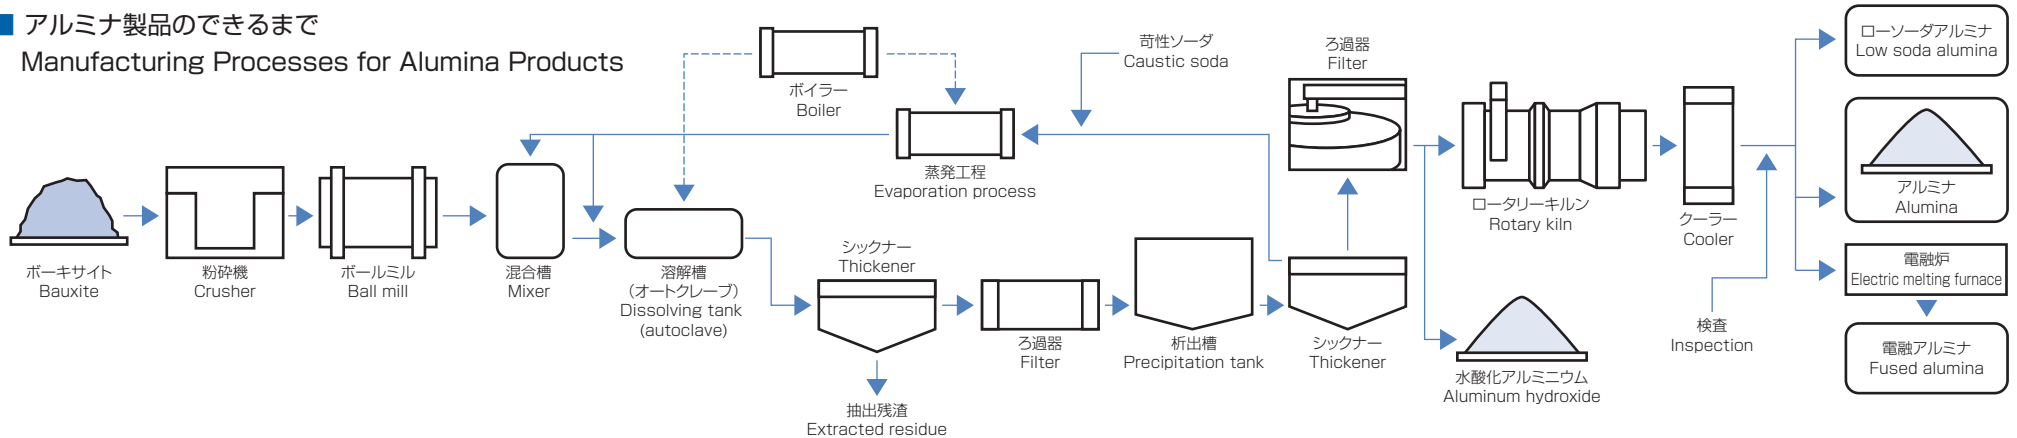 アルミナ製品のできるまで
Manufacturing Processes for Alumina Products
ボーキサイト
Bauxite
粉砕機
Crusher
ボールミル
Ball mill
混合槽
Mixer
溶解槽
（オートクレーブ）
Dissolving tank
(autoclave)
ボイラー
Boiler
蒸発工程
Evaporation process
苛性ソーダ
Caustic soda
シックナー
Thickener
抽出残渣
Extracted residue
ろ過器
Filter
析出槽
Precipitation tank
シックナー
Thickener
ろ過器
Filter
水酸化アルミニウム
Aluminum hydroxide
ロータリーキルン
Rotary kiln
クーラー
Cooler
検査
Inspection
ローソーダアルミナ
Low soda alumina
アルミナ
Alumina
電融炉
Electric melting furnace
電融アルミナ
Fused alumina